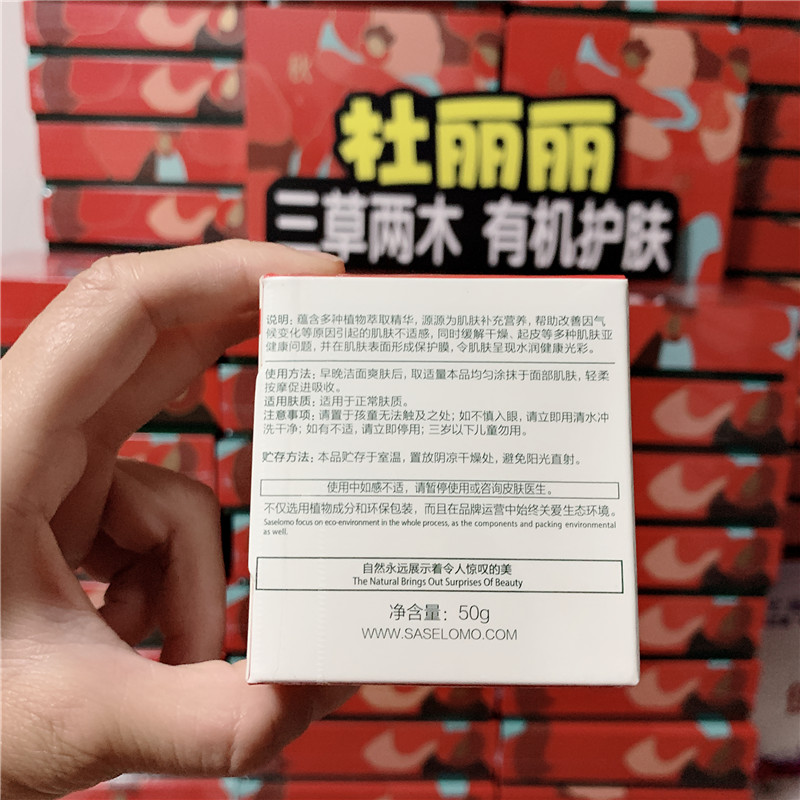 秋
杜丽丽
三草两木 有机护肤
说明：蕴含多种植物萃取精华，源源为肌肤补充营养，帮助改善因气
候变化等原因引起的肌肤不适感，同时缓解干燥、起皮等多种肌肤亚
健康问题，并在肌肤表面形成保护膜，令肌肤呈现水润健康光彩。
使用方法：早晚洁面爽肤后，取适量本品均匀涂抹于面部肌肤，轻柔
按摩促进吸收。
适用肤质：适用于正常肤质。
注意事项：请置于孩童无法触及之处；如不慎入眼，请立即用清水冲
洗干净；如有不适，请立即停用；三岁以下儿童勿用。
贮存方法：本品贮存于室温，置放阴凉干燥处，避免阳光直射。
使用中如感不适，请暂停使用或咨询皮肤医生。
不仅选用植物成分和环保包装，而且在品牌运营中始终关爱生态环境。
Saselomo focus on eco-environment in the whole process, as the components and packing environmental
as well.
自然永远展示着令人惊叹的美
The Natural Brings Out Surprises Of Beauty
净含量：50g
WWW.SASELOMO.COM